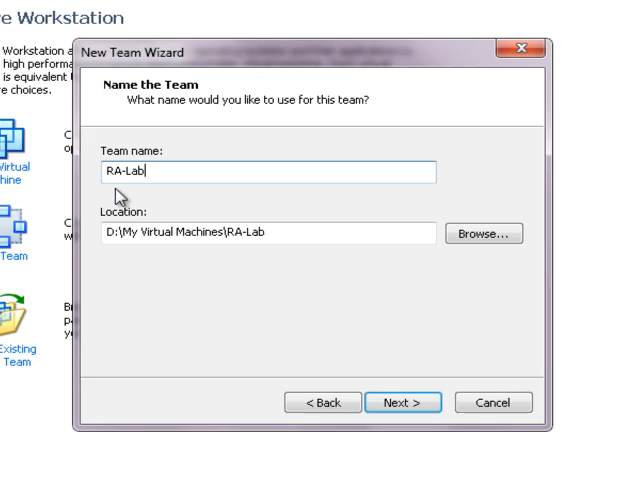 e Workstation
Workstation a
high performa
is equivalent
e choices.
New Team Wizard
Name the Team
What name would you like to use for this team?
Team name:
RA-Lab
Location:
D:\My Virtual Machines\RA-Lab
Browse...
irtual
hine
Team
Existing
Team
< Back
Next >
Cancel